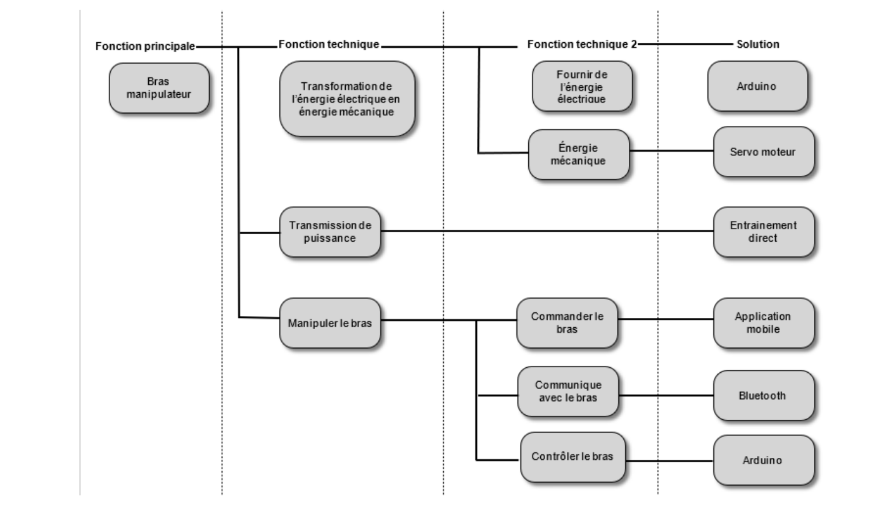 Fonction principale
Fonction technique
Fonction technique 2
Solution
Bras
manipulateur
Transformation de
l'énergie électrique en
énergie mécanique
Fournir de
l'énergie
électrique
Arduino
Énergie
mécanique
Servo moteur
Transmission de
puissance
Entrainement
direct
Manipuler le bras
Commander le
bras
Application
mobile
Communique
avec le bras
Bluetooth
Contrôler le bras
Arduino